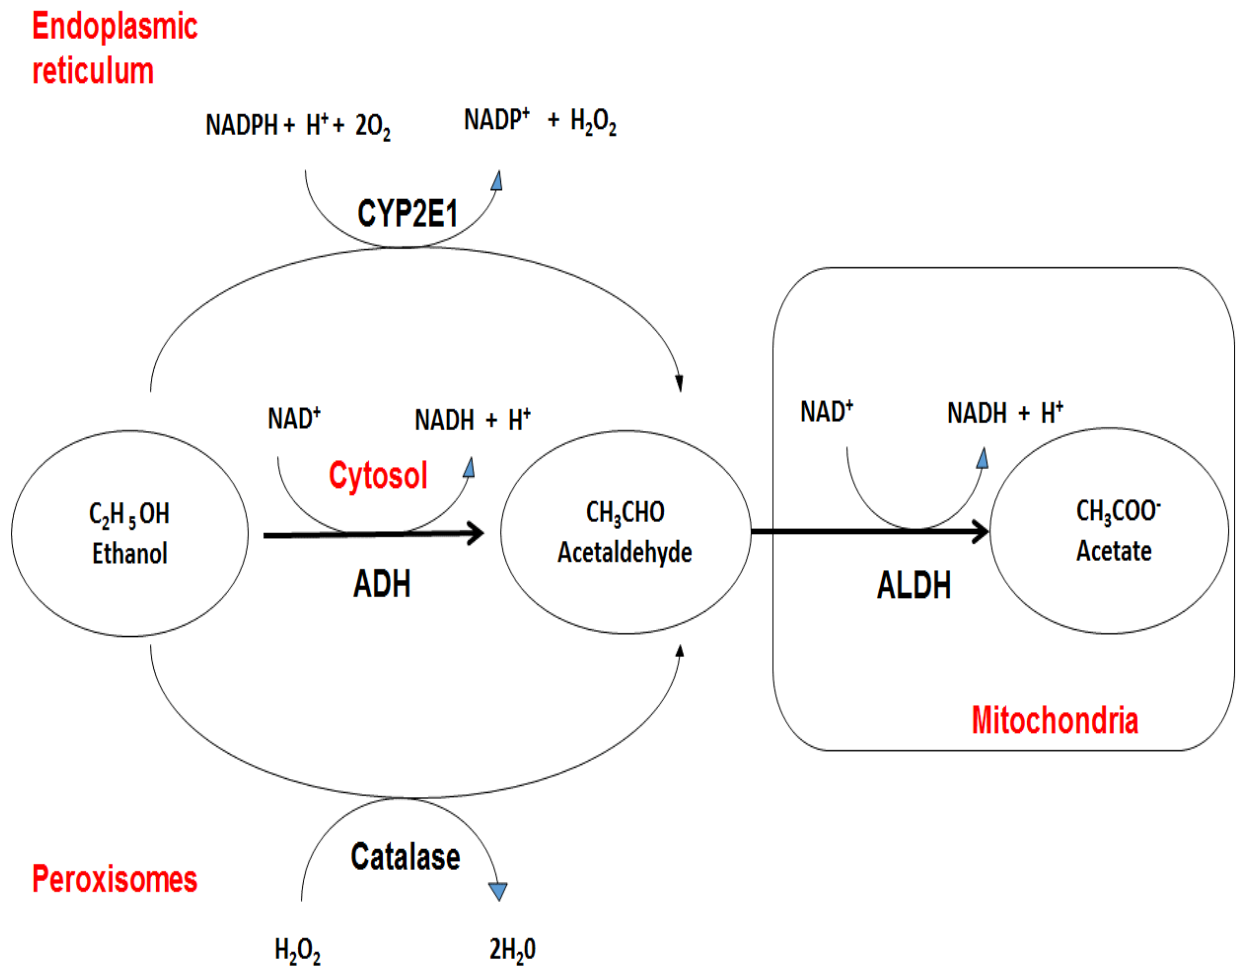 Endoplasmic
reticulum
NADPH + H⁺ + 2O₂
NADP⁺ + H₂O₂
CYP2E1
NAD⁺
NADH + H⁺
Cytosol
NAD⁺
NADH + H⁺
C₂H₅OH
Ethanol
ADH
CH₃CHO
Acetaldehyde
ALDH
CH₃COO⁻
Acetate
Mitochondria
Catalase
Peroxisomes
H₂O₂
2H₂0